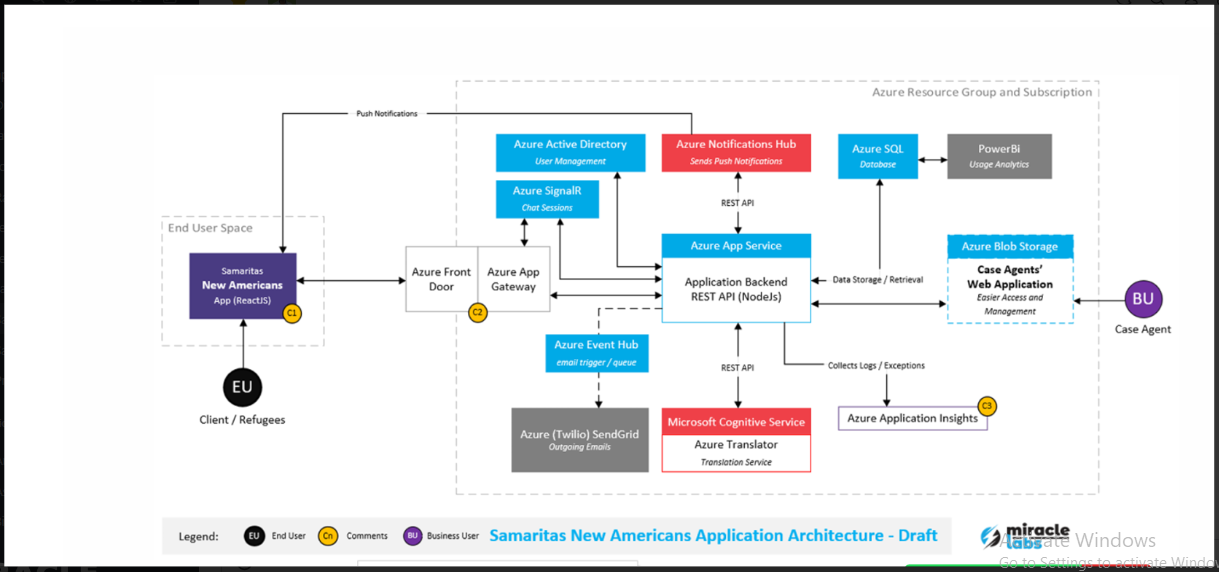 Azure Resource Group and Subscription
Push Notifications
Azure Active Directory
User Management
Azure Notifications Hub
Sends Push Notifications
Azure SQL
Database
PowerBi
Usage Analytics
Azure SignalR
Chat Sessions
REST API
End User Space
Samaritas
New Americans
App (ReactJS)
C1
Azure Front
Door
Azure App
Gateway
C2
Azure App Service
Application Backend
REST API (NodeJs)
Data Storage / Retrieval
Azure Blob Storage
Case Agents'
Web Application
Easier Access and
Management
BU
Case Agent
Azure Event Hub
email trigger / queue
REST API
Collects Logs / Exceptions
EU
Client / Refugees
Azure (Twilio) SendGrid
Outgoing Emails
Microsoft Cognitive Service
Azure Translator
Translation Service
Azure Application Insights
C3
Legend:
EU
End User
Cn
Comments
BU
Business User
Samaritas New Americans Application Architecture - Draft
miracle
labs
Activate Windows
Go to Settings to activate Windo